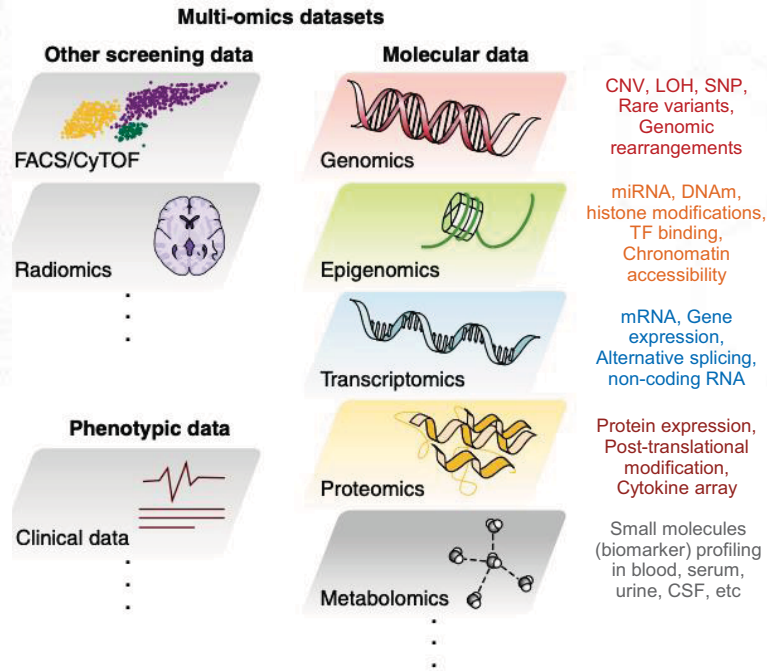 Multi-omics datasets
Other screening data
FACS/CyTOF
Radiomics
Phenotypic data
Clinical data
Molecular data
Genomics
CNV, LOH, SNP,
Rare variants,
Genomic
rearrangements
Epigenomics
miRNA, DNAm,
histone modifications,
TF binding,
Chronomatin
accessibility
Transcriptomics
mRNA, Gene
expression,
Alternative splicing,
non-coding RNA
Proteomics
Protein expression,
Post-translational
modification,
Cytokine array
Metabolomics
Small molecules
(biomarker) profiling
in blood, serum,
urine, CSF, etc